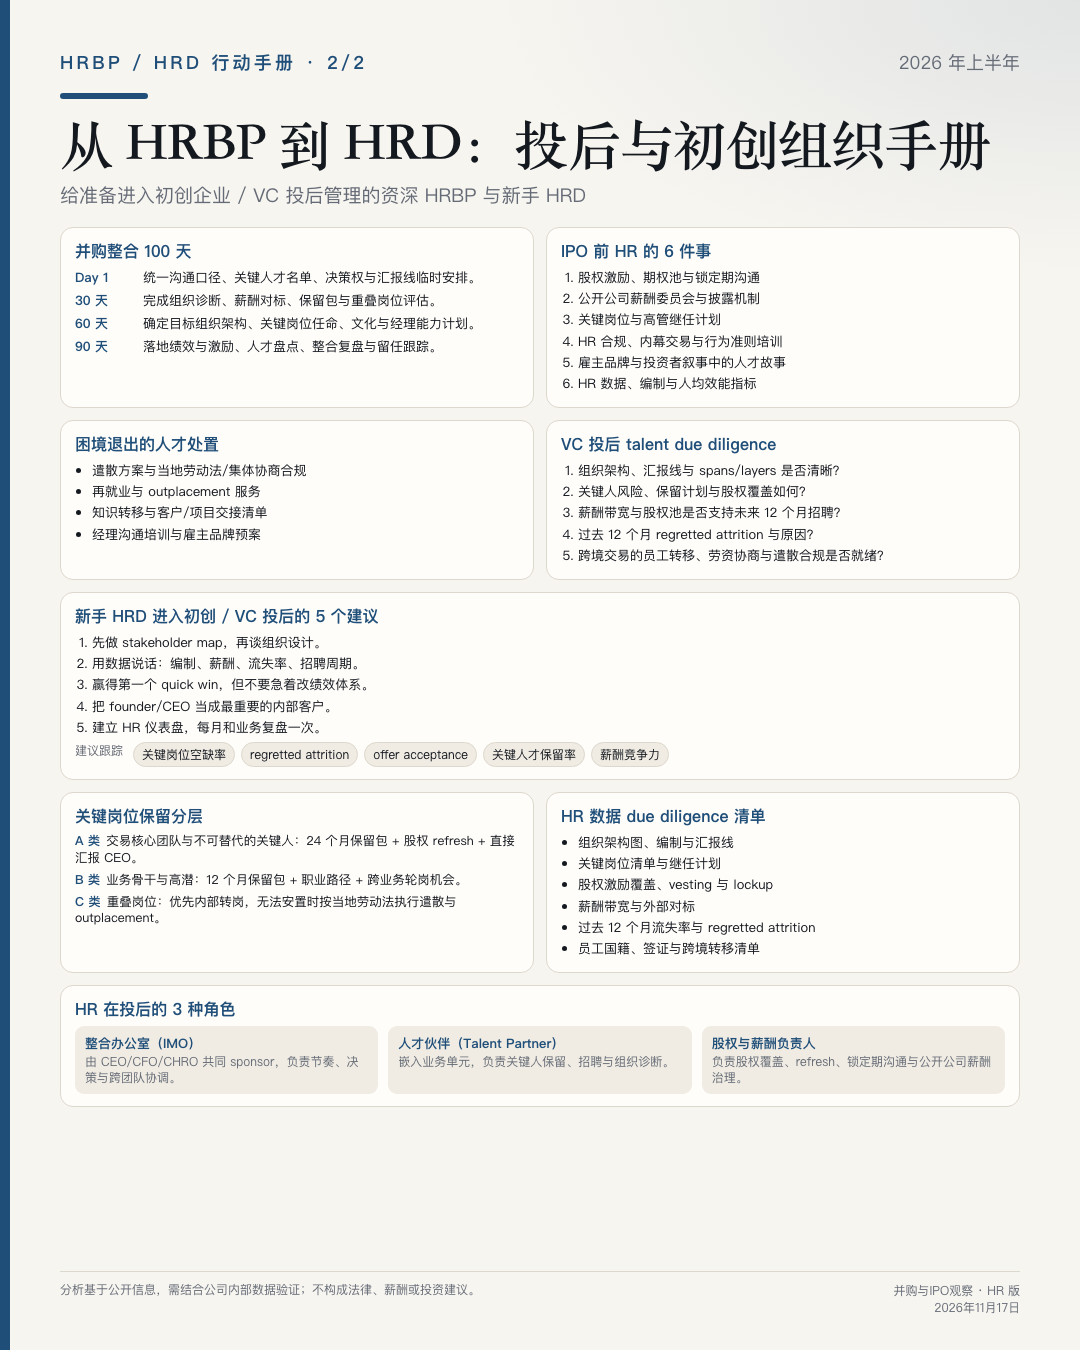 HRBP / HRD 行动手册 · 2/2
2026 年上半年
从 HRBP 到 HRD：投后与初创组织手册
给准备进入初创企业 / VC 投后管理的资深 HRBP 与新手 HRD
并购整合 100 天
Day 1 统一沟通口径、关键人才名单、决策权与汇报线临时安排。
30 天 完成组织诊断、薪酬对标、保留包与重叠岗位评估。
60 天 确定目标组织架构、关键岗位任命、文化与经理能力计划。
90 天 落地绩效与激励、人才盘点、整合复盘与留任跟踪。
IPO 前 HR 的 6 件事
1. 股权激励、期权池与锁定期沟通
2. 公开公司薪酬委员会与披露机制
3. 关键岗位与高管继任计划
4. HR 合规、内幕交易与行为准则培训
5. 雇主品牌与投资者叙事中的人才故事
6. HR 数据、编制与人均效能指标
困境退出的人才处置
• 遣散方案与当地劳动法/集体协商合规
• 再就业与 outplacement 服务
• 知识转移与客户/项目交接清单
• 经理沟通培训与雇主品牌预案
VC 投后 talent due diligence
1. 组织架构、汇报线与 spans/layers 是否清晰？
2. 关键人风险、保留计划与股权覆盖如何？
3. 薪酬带宽与股权池是否支持未来 12 个月招聘？
4. 过去 12 个月 regretted attrition 与原因？
5. 跨境交易的员工转移、劳资协商与遣散合规是否就绪？
新手 HRD 进入初创 / VC 投后的 5 个建议
1. 先做 stakeholder map，再谈组织设计。
2. 用数据说话：编制、薪酬、流失率、招聘周期。
3. 赢得第一个 quick win，但不要急着改绩效体系。
4. 把 founder/CEO 当成最重要的内部客户。
5. 建立 HR 仪表盘，每月和业务复盘一次。
建议跟踪 关键岗位空缺率 regretted attrition offer acceptance 关键人才保留率 薪酬竞争力
关键岗位保留分层
A 类 交易核心团队与不可替代的关键人：24 个月保留包 + 股权 refresh + 直接
汇报 CEO。
B 类 业务骨干与高潜：12 个月保留包 + 职业路径 + 跨业务轮岗机会。
C 类 重叠岗位：优先内部转岗，无法安置时按当地劳动法执行遣散与
outplacement。
HR 数据 due diligence 清单
• 组织架构图、编制与汇报线
• 关键岗位清单与继任计划
• 股权激励覆盖、vesting 与 lockup
• 薪酬带宽与外部对标
• 过去 12 个月流失率与 regretted attrition
• 员工国籍、签证与跨境转移清单
HR 在投后的 3 种角色
整合办公室（IMO）
由 CEO/CFO/CHRO 共同 sponsor，负责节奏、决
策与跨团队协调。
人才伙伴（Talent Partner）
嵌入业务单元，负责关键人保留、招聘与组织诊断。
股权与薪酬负责人
负责股权覆盖、refresh、锁定期沟通与公开公司薪酬
治理。
分析基于公开信息，需结合公司内部数据验证；不构成法律、薪酬或投资建议。
并购与IPO观察 · HR 版
2026年11月17日